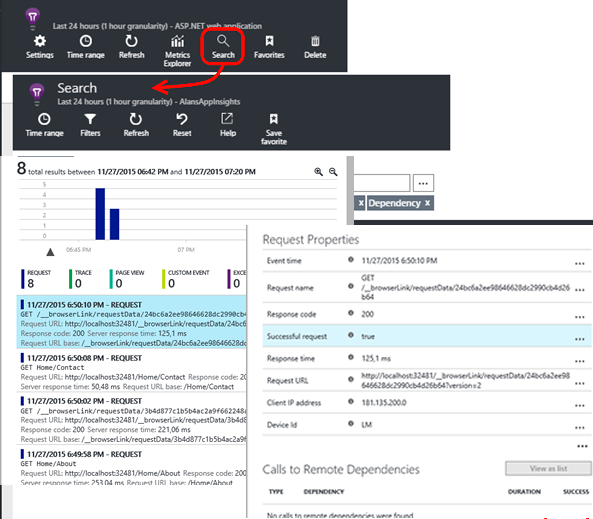 Last 24 hours (1 hour granularity) - ASP.NET web application
Settings Time range Refresh Metrics Explorer Search Favorites Delete
Search
Last 24 hours (1 hour granularity) - AlansAppInsights
Time range Filters Refresh Reset Help Save favorite
8 total results between 11/27/2015 06:42 PM and 11/27/2015 07:20 PM
5
4
3
2
1
0
06:45 PM 07 PM
...
x Dependency x
REQUEST TRACE PAGE VIEW CUSTOM EVENT EXCE
8 0 0 0 0
11/27/2015 6:50:10 PM - REQUEST
GET /__browserLink/requestData/24bc6a2ee98646628dc2990cb4d
Request URL: http://localhost:32481/__browserLink/requestData/24bc6
Response code: 200 Server response time: 125,1 ms
Request URL base: /__browserLink/requestData/24bc6a2ee98646628dc
11/27/2015 6:50:08 PM - REQUEST
GET Home/Contact
Request URL: http://localhost:32481/Home/Contact Response code: 20
Server response time: 50,48 ms Request URL base: /Home/Contact
11/27/2015 6:50:02 PM - REQUEST
GET /__browserLink/requestData/3b4d877c1b5b4ac2a9f662248
Request URL: http://localhost:32481/__browserLink/requestData/3b4d8
Response code: 200 Server response time: 221,06 ms
Request URL base: /__browserLink/requestData/3b4d877c1b5b4ac2a9f
11/27/2015 6:49:58 PM - REQUEST
GET Home/About
Request URL: http://localhost:32481/Home/About Response code: 200
Server response time: 253,04 ms Request URL base: /Home/About
Request Properties
Event time 11/27/2015 6:50:10 PM ...
Request name GET
/__browserLink/requestData/24bc6a2ee98646628dc2990cb4d26
b64 ...
Response code 200 ...
Successful request true ...
Response time 125,1 ms ...
Request URL http://localhost:32481/__browserLink/requestData/24bc6a2ee98
646628dc2990cb4d26b64?version=2 ...
Client IP address 181.135.200.0 ...
Device Id LM ...
...
Calls to Remote Dependencies View as list
TYPE DEPENDENCY DURATION SUCCESS
No calls to remote dependencies were found